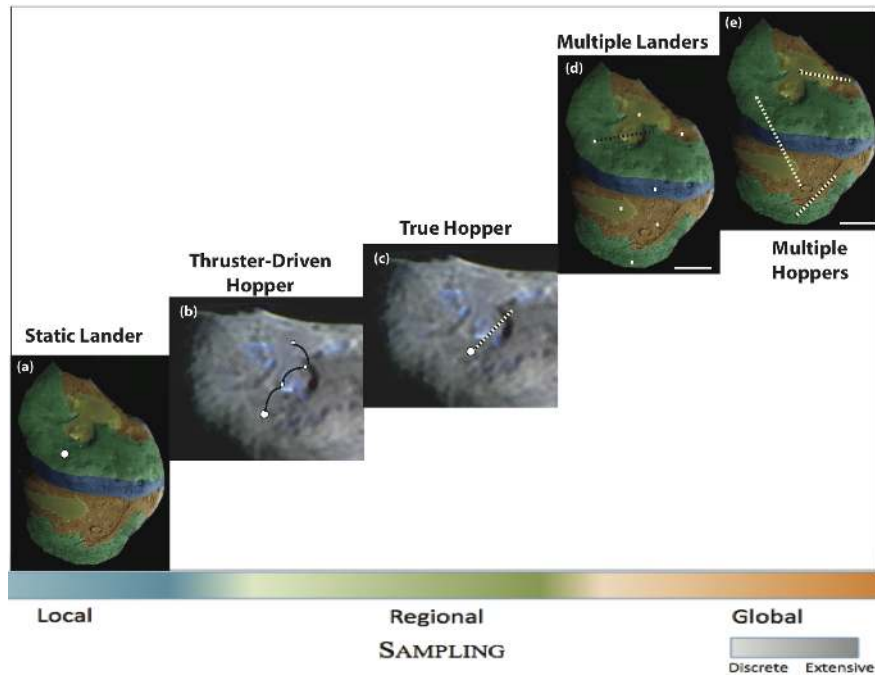 Static Lander
(a)
Thruster-Driven
Hopper
(b)
True Hopper
(c)
Multiple Landers
(d)
(e)
Multiple
Hoppers
Local
Regional
Global
SAMPLING
Discrete Extensive